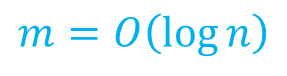 m = O(log n)